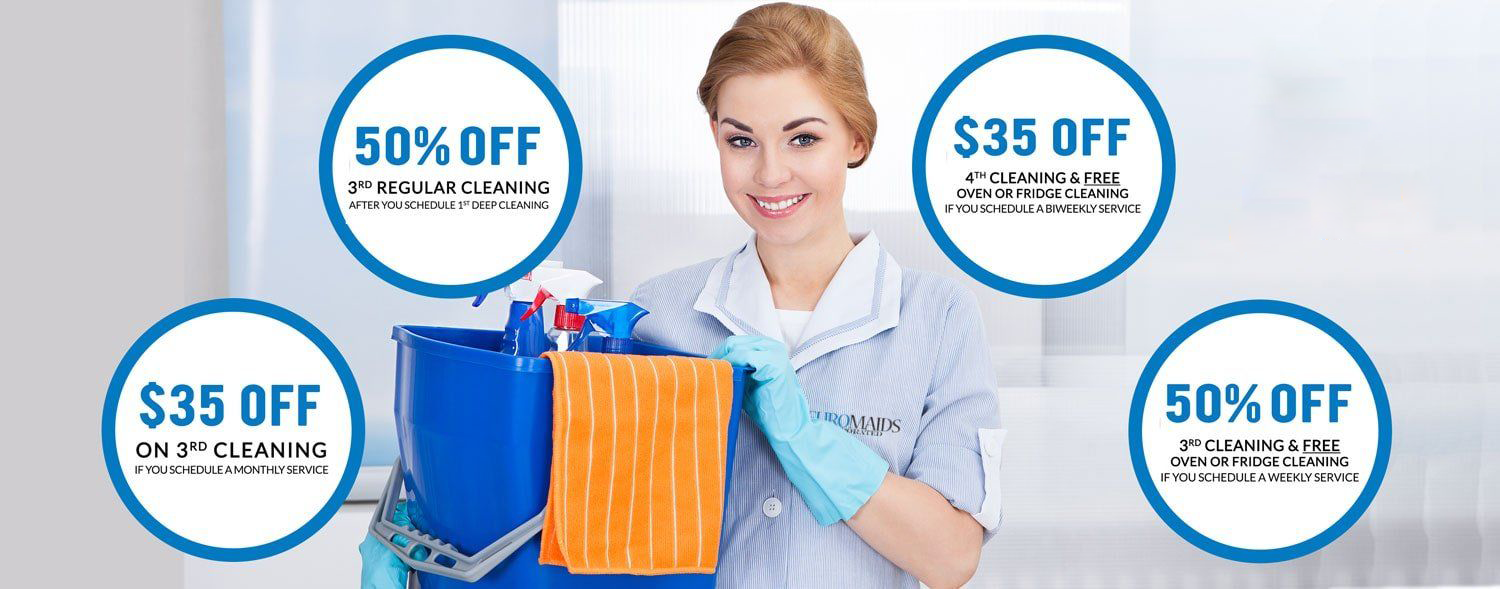 50% OFF
3RD REGULAR CLEANING
AFTER YOU SCHEDULE 1ST DEEP CLEANING
$35 OFF
4TH CLEANING & FREE
OVEN OR FRIDGE CLEANING
IF YOU SCHEDULE A BIWEEKLY SERVICE
$35 OFF
ON 3RD CLEANING
IF YOU SCHEDULE A MONTHLY SERVICE
50% OFF
3RD CLEANING & FREE
OVEN OR FRIDGE CLEANING
IF YOU SCHEDULE A WEEKLY SERVICE